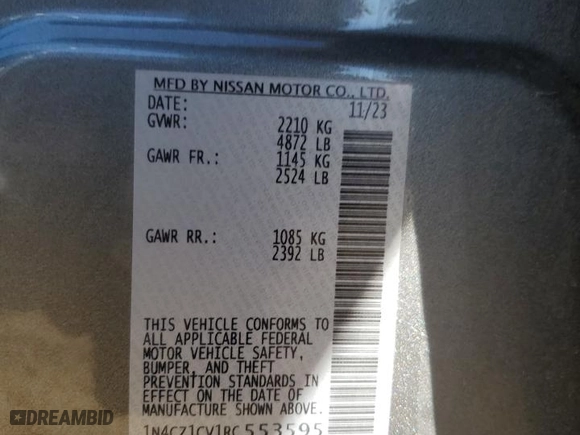 MFD BY NISSAN MOTOR CO., LTD.
DATE: 11/23
GVWR: 2210 KG
4872 LB
GAWR FR.: 1145 KG
2524 LB
GAWR RR.: 1085 KG
2392 LB
THIS VEHICLE CONFORMS TO
ALL APPLICABLE FEDERAL
MOTOR VEHICLE SAFETY,
BUMPER, AND THEFT
PREVENTION STANDARDS IN
EFFECT ON THE DATE OF
MANUFACTURE SHOWN ABOVE.
1N4CZ1CV1RC553595
DREAMBID